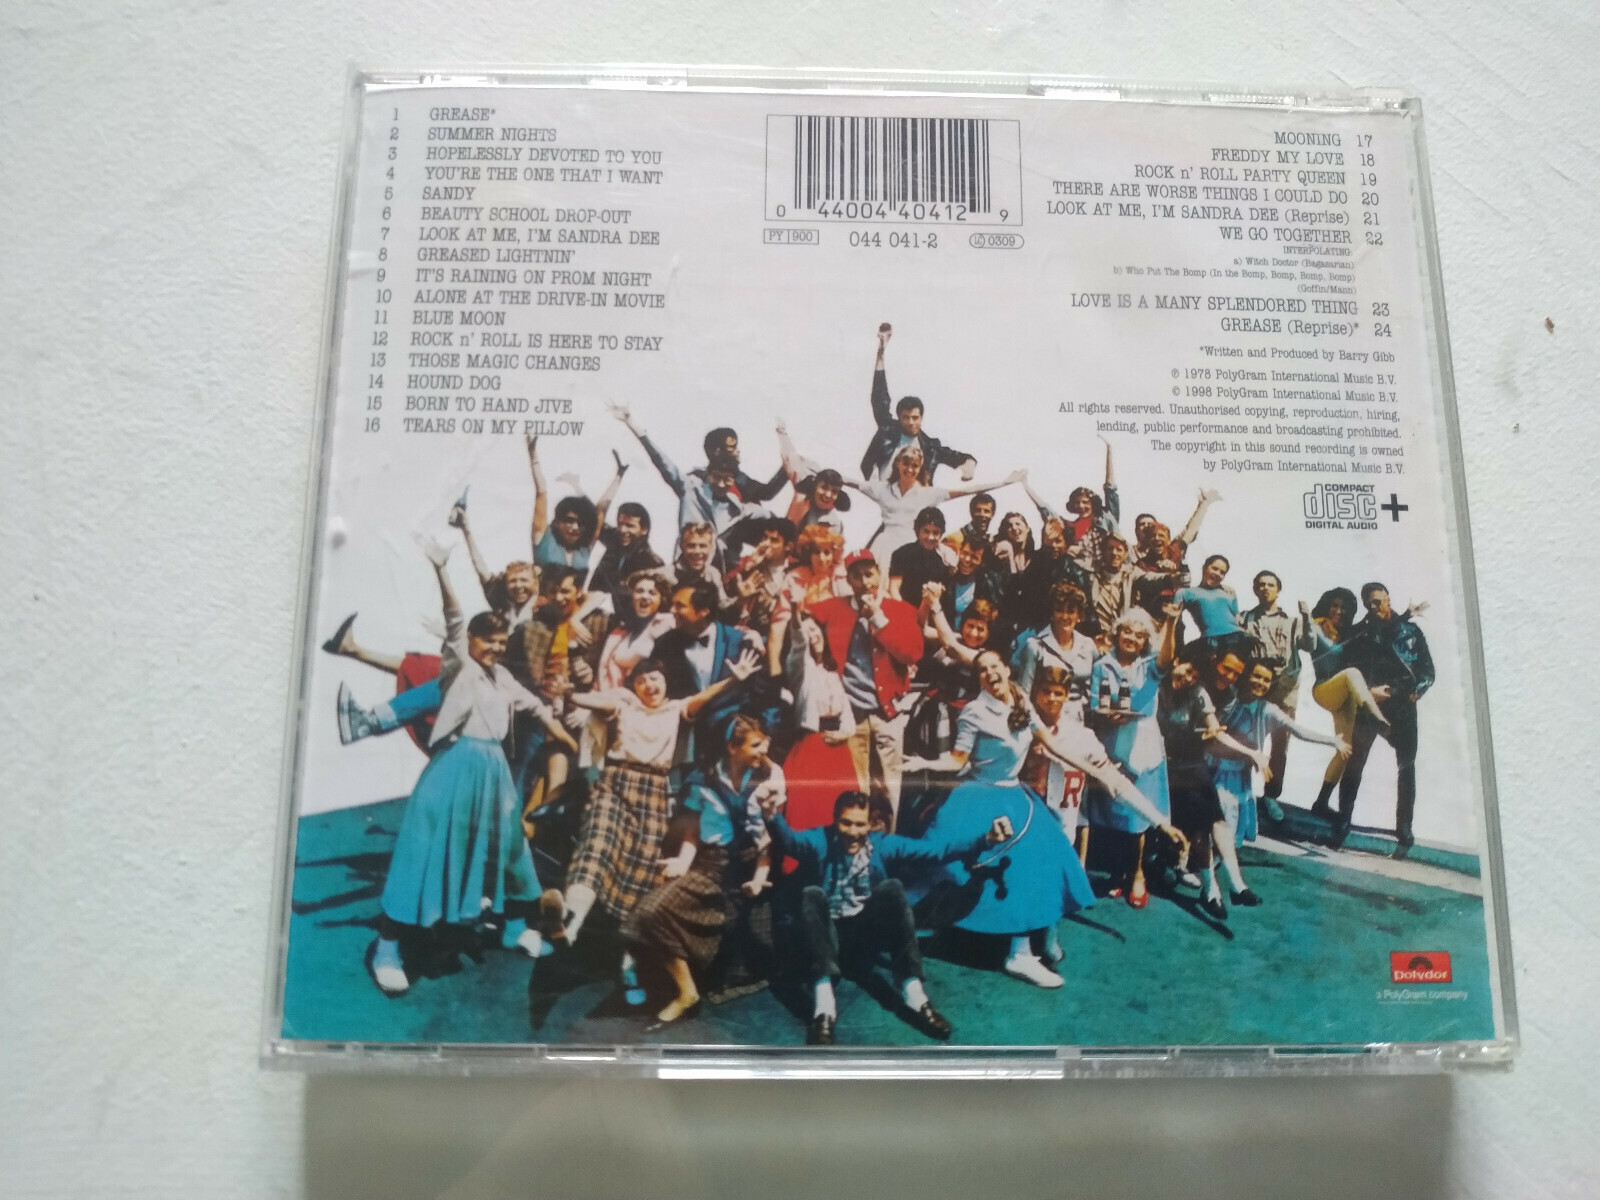 1 GREASE*
2 SUMMER NIGHTS
3 HOPELESSLY DEVOTED TO YOU
4 YOU'RE THE ONE THAT I WANT
5 SANDY
6 BEAUTY SCHOOL DROP-OUT
7 LOOK AT ME, I'M SANDRA DEE
8 GREASED LIGHTNIN'
9 IT'S RAINING ON PROM NIGHT
10 ALONE AT THE DRIVE-IN MOVIE
11 BLUE MOON
12 ROCK n' ROLL IS HERE TO STAY
13 THOSE MAGIC CHANGES
14 HOUND DOG
15 BORN TO HAND JIVE
16 TEARS ON MY PILLOW
0 44004 40412 9
PY 900 044 041-2 LC 0309
MOONING 17
FREDDY MY LOVE 18
ROCK n' ROLL PARTY QUEEN 19
THERE ARE WORSE THINGS I COULD DO 20
LOOK AT ME, I'M SANDRA DEE (Reprise) 21
WE GO TOGETHER 22
INTERPOLATING:
a) Witch Doctor (Bagasarian)
b) Who Put The Bomp (In the Bomp, Bomp, Bomp, Bomp)
(Goffin/Mann)
LOVE IS A MANY SPLENDORED THING 23
GREASE (Reprise)* 24
*Written and Produced by Barry Gibb
℗ 1978 PolyGram International Music B.V.
© 1998 PolyGram International Music B.V.
All rights reserved. Unauthorised copying, reproduction, hiring,
lending, public performance and broadcasting prohibited.
The copyright in this sound recording is owned
by PolyGram International Music B.V.
COMPACT
disc+
DIGITAL AUDIO
R
polydor
a PolyGram company